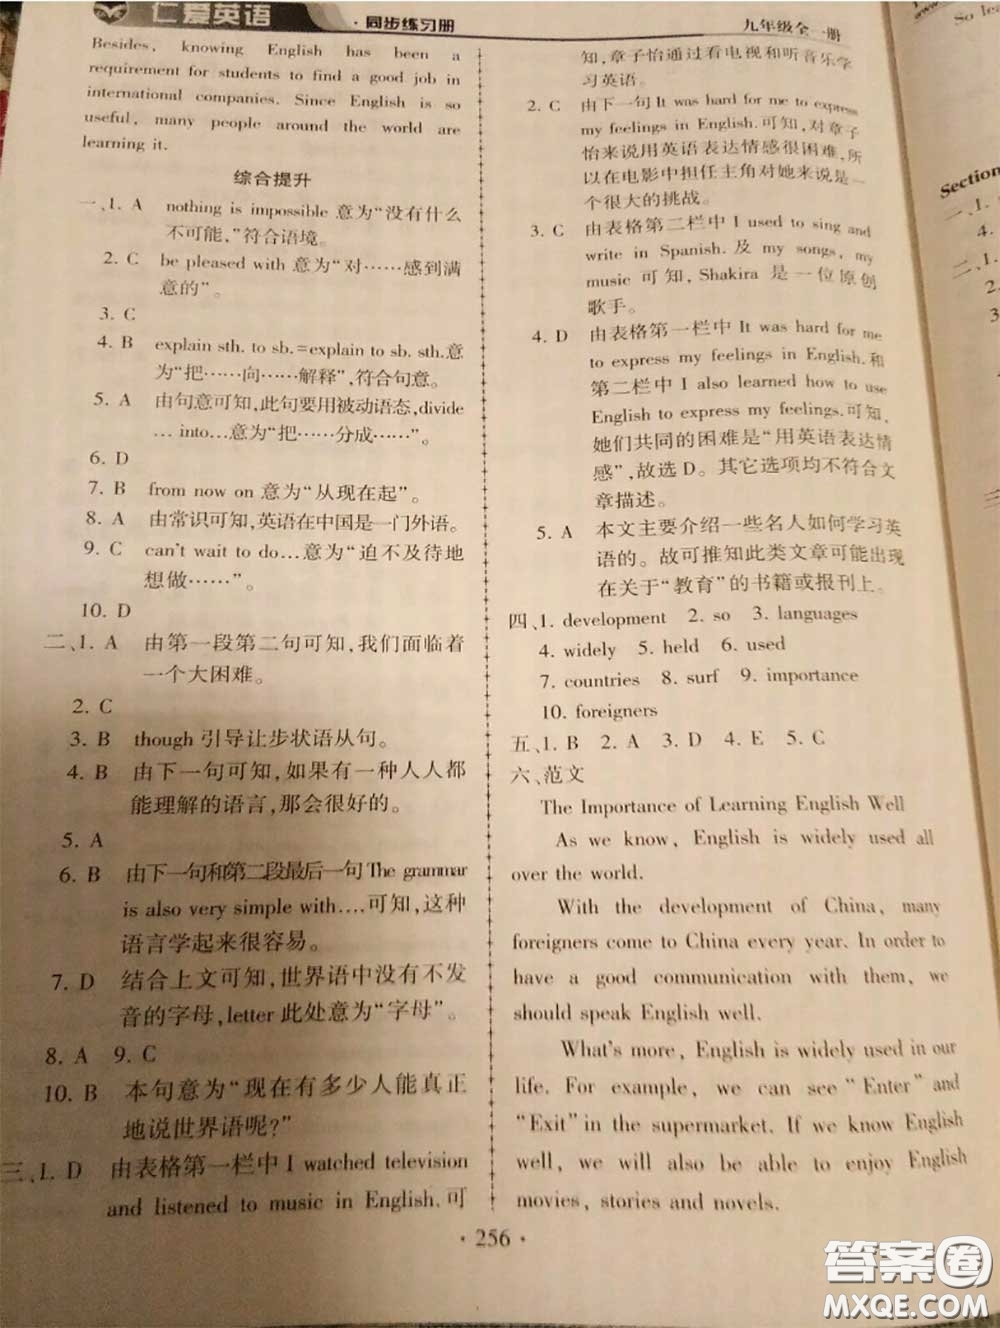 仁爱英语
·同步练习册
九年级全一册
Besides, knowing English has been a
requirement for students to find a good job in
international companies. Since English is so
useful, many people around the world are
learning it.
综合提升
一、1. A nothing is impossible 意为“没有什么
不可能,”符合语境。
2. C be pleased with 意为“对……感到满
意的”。
3. C
4. B explain sth. to sb.=explain to sb. sth.意
为“把……向……解释”,符合句意。
5. A 由句意可知,此句要用被动语态,divide
… into…意为“把……分成……”。
6. D
7. B from now on 意为“从现在起”。
8. A 由常识可知,英语在中国是一门外语。
9. C can't wait to do…意为“迫不及待地
想做……”。
10. D
二、1. A 由第一段第二句可知,我们面临着
一个大困难。
2. C
3. B though 引导让步状语从句。
4. B 由下一句可知,如果有一种人人都
能理解的语言,那会很好的。
5. A
6. B 由下一句和第二段最后一句 The grammar
is also very simple with….可知,这种
语言学起来很容易。
7. D 结合上文可知,世界语中没有不发
音的字母,letter 此处意为“字母”。
8. A 9. C
10. B 本句意为“现在有多少人能真正
地说世界语呢?”
三、1. D 由表格第一栏中 I watched television
and listened to music in English.可
知,章子怡通过看电视和听音乐学
习英语。
2. C 由下一句 It was hard for me to express
my feelings in English.可知,对章子
怡来说用英语表达情感很困难,所
以在电影中担任主角对她来说是一
个很大的挑战。
3. C 由表格第二栏中 I used to sing and
write in Spanish. 及 my songs, my
music 可知,Shakira 是一位原创
歌手。
4. D 由表格第一栏中 It was hard for me
to express my feelings in English.和
第二栏中 I also learned how to use
English to express my feelings.可知,
她们共同的困难是“用英语表达情
感”,故选 D。其它选项均不符合文
章描述。
5. A 本文主要介绍一些名人如何学习英
语的。故可推知此类文章可能出现
在关于“教育”的书籍或报刊上。
四、1. development 2. so 3. languages
4. widely 5. held 6. used
7. countries 8. surf 9. importance
10. foreigners
五、1. B 2. A 3. D 4. E 5. C
六、范文
The Importance of Learning English Well
As we know, English is widely used all
over the world.
With the development of China, many
foreigners come to China every year. In order to
have a good communication with them, we
should speak English well.
What's more, English is widely used in our
life. For example, we can see “Enter” and
“Exit” in the supermarket. If we know English
well, we will also be able to enjoy English
movies, stories and novels.
· 256 ·
So le
Section
一、1.
4.
二、1.
2.
3
三
答案圈
MXQE.COM